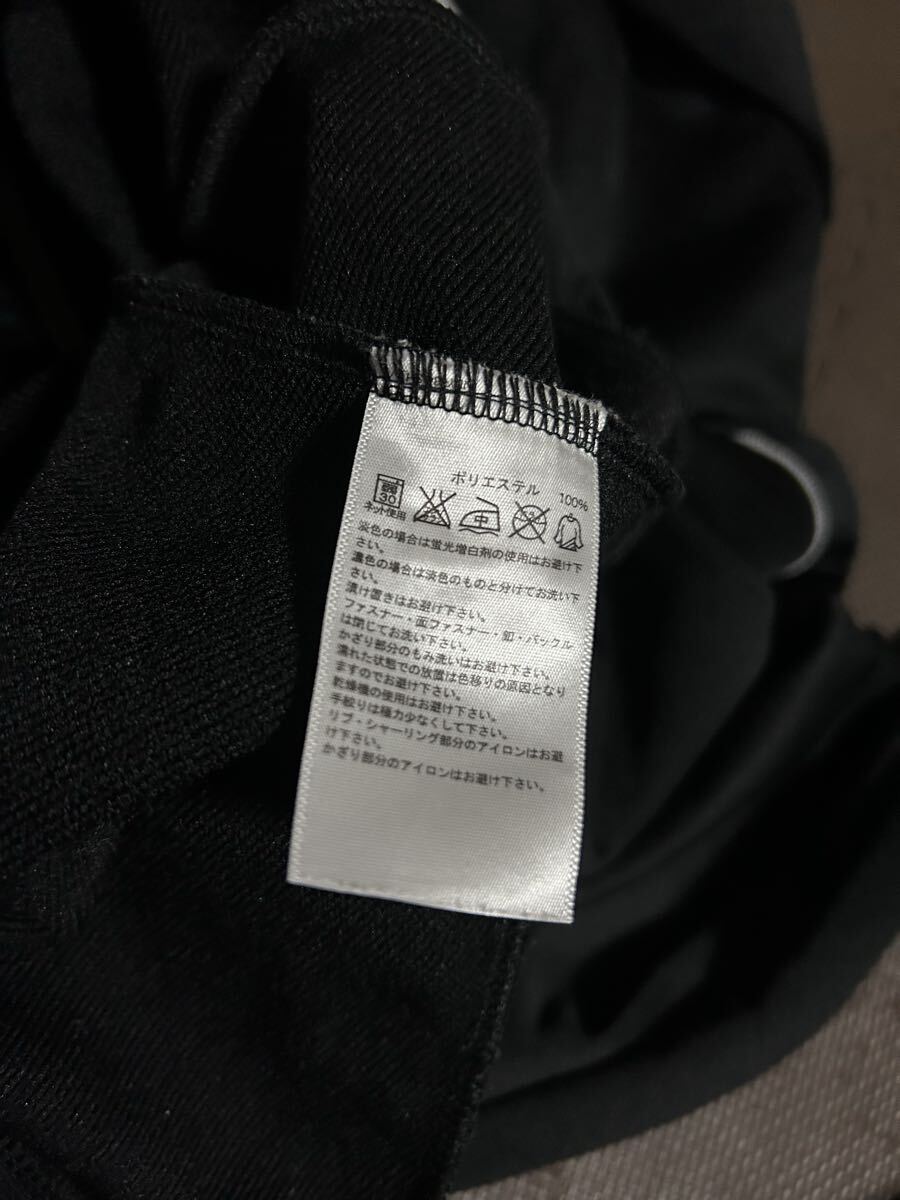 ポリエステル 100%
30
ネット使用
中
淡色の場合は蛍光増白剤の使用はお避け下
さい。
濃色の場合は淡色のものと分けてお洗い下
さい。
漬け置きはお避け下さい。
ファスナー・面ファスナー・釦・バックル
は閉じてお洗い下さい。
かざり部分のもみ洗いはお避け下さい。
濡れた状態での放置は色移りの原因となり
ますのでお避け下さい。
乾燥機の使用はお避け下さい。
手絞りは極力少なくして下さい。
リブ・シャーリング部分のアイロンはお避
け下さい。
かざり部分のアイロンはお避け下さい。